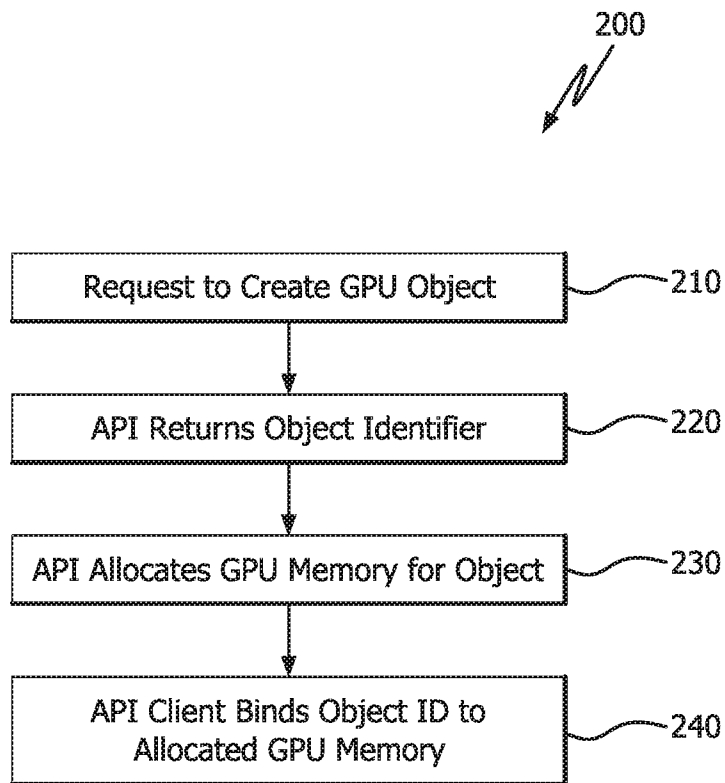 200
Request to Create GPU Object
210
API Returns Object Identifier
220
API Allocates GPU Memory for Object
230
API Client Binds Object ID to
Allocated GPU Memory
240